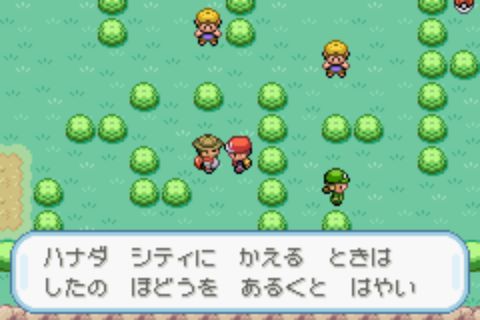 ハナダ シティに かえる ときは
したの ほどうを あるくと はやい